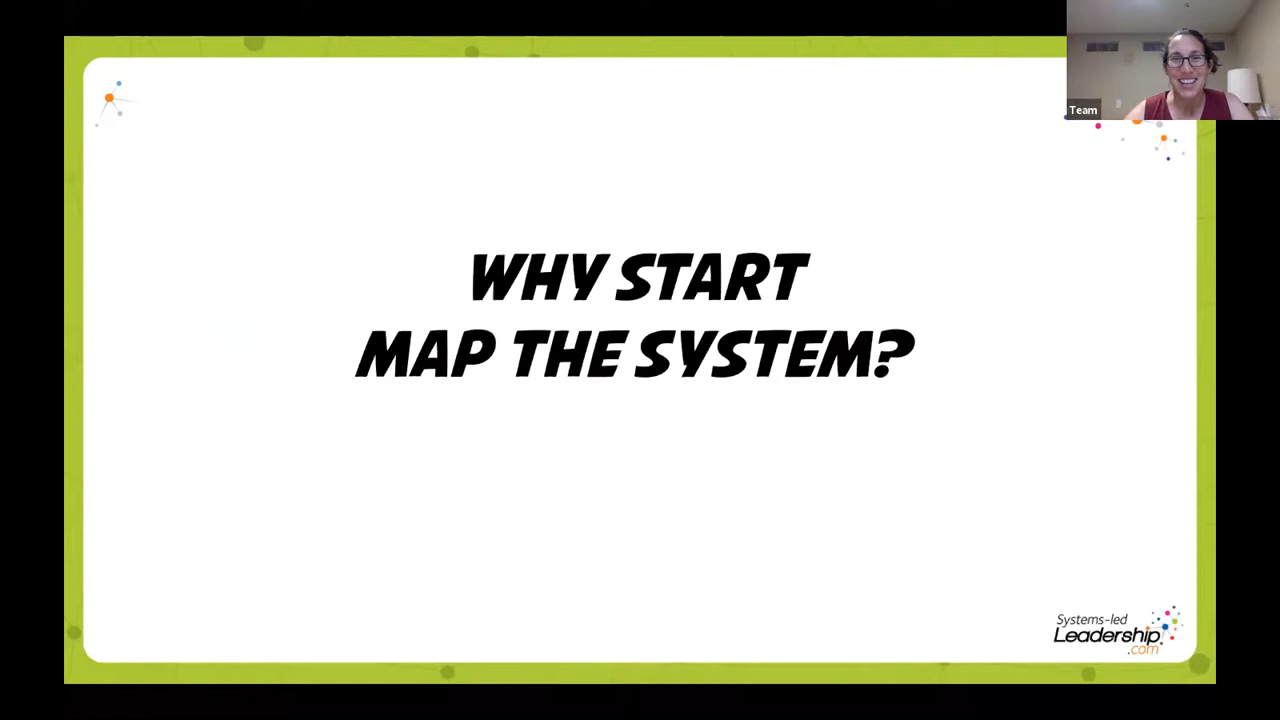 Team
WHY START
MAP THE SYSTEM?
Systems-led
Leadership
.com